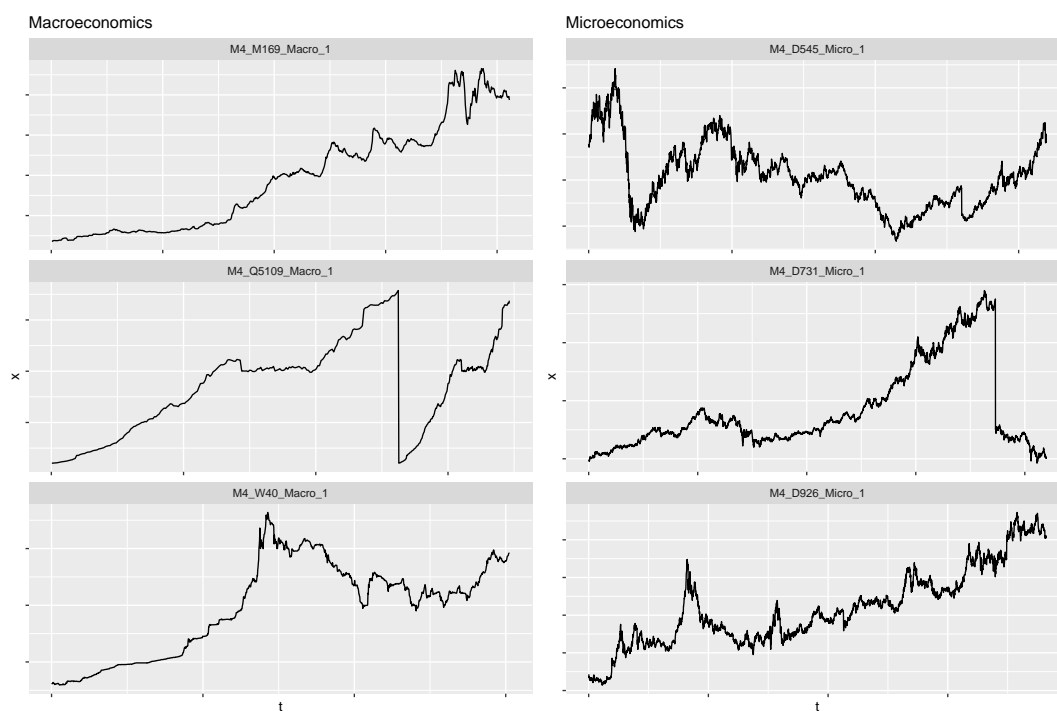 Macroeconomics
M4_M169_Macro_1
M4_Q5109_Macro_1
x
M4_W40_Macro_1
t
Microeconomics
M4_D545_Micro_1
M4_D731_Micro_1
x
M4_D926_Micro_1
t